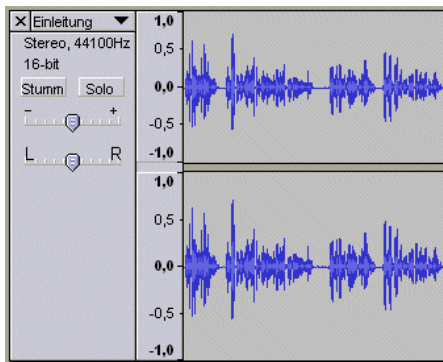 Einleitung
Stereo, 44100Hz
16-bit
Stumm Solo
- +
L R
1,0
0,5
0,0
-0,5
-1,0
1,0
0,5
0,0
-0,5
-1,0